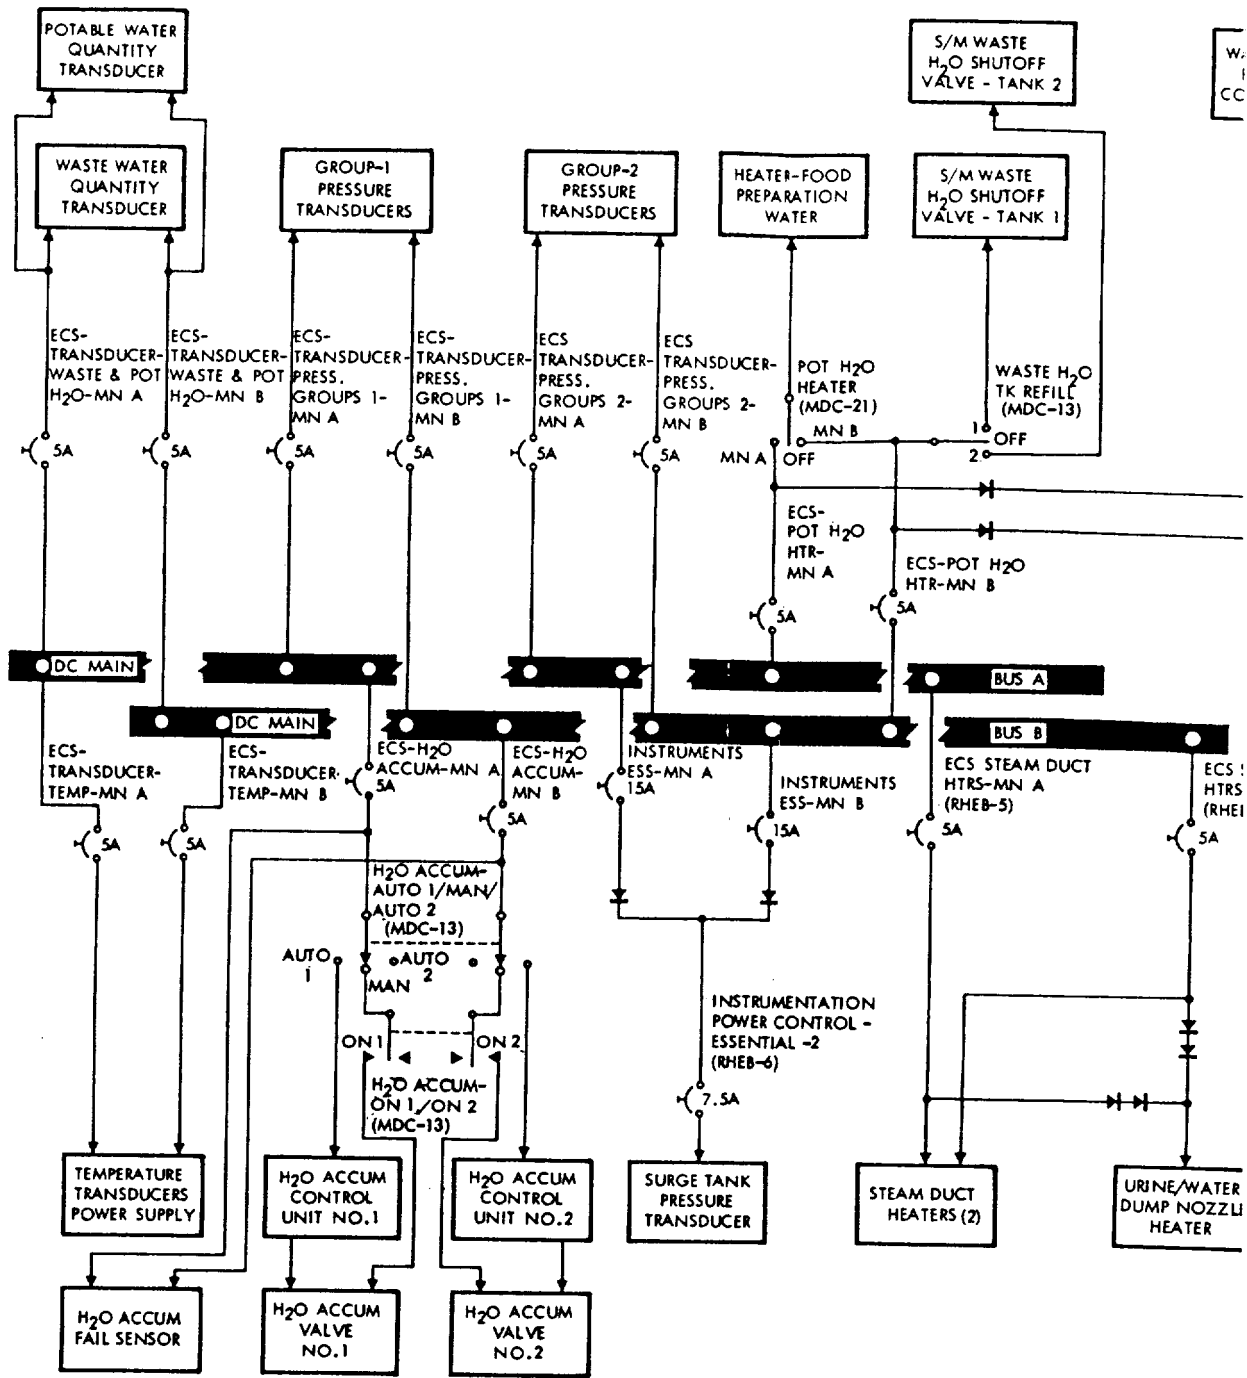 POTABLE WATER
QUANTITY
TRANSDUCER
S/M WASTE
H2O SHUTOFF
VALVE - TANK 2
WASTE WATER
QUANTITY
TRANSDUCER
GROUP-1
PRESSURE
TRANSDUCERS
GROUP-2
PRESSURE
TRANSDUCERS
HEATER-FOOD
PREPARATION
WATER
S/M WASTE
H2O SHUTOFF
VALVE - TANK 1
ECS-
TRANSDUCER-
WASTE & POT
H2O-MN A
5A
ECS-
TRANSDUCER-
WASTE & POT
H2O-MN B
5A
ECS-
TRANSDUCER-
PRESS.
GROUPS 1-
MN A
5A
ECS-
TRANSDUCER-
PRESS.
GROUPS 1-
MN B
5A
ECS
TRANSDUCER-
PRESS.
GROUPS 2-
MN A
5A
ECS
TRANSDUCER-
PRESS.
GROUPS 2-
MN B
5A
POT H2O
HEATER
(MDC-21)
MN B
MN A
OFF
WASTE H2O
TK REFILL
(MDC-13)
1
OFF
2
ECS-
POT H2O
HTR-
MN A
5A
ECS-POT H2O
HTR-MN B
5A
DC MAIN
BUS A
DC MAIN
BUS B
ECS-
TRANSDUCER-
TEMP-MN A
5A
ECS-
TRANSDUCER-
TEMP-MN B
5A
ECS-H2O
ACCUM-MN A
5A
ECS-H2O
ACCUM-
MN B
5A
INSTRUMENTS
ESS-MN A
15A
INSTRUMENTS
ESS-MN B
15A
ECS STEAM DUCT
HTRS-MN A
(RHEB-5)
5A
ECS
HTRS
5A
H2O ACCUM-
AUTO 1/MAN/
AUTO 2
(MDC-13)
AUTO
1
AUTO
2
MAN
ON 1
ON 2
H2O ACCUM-
ON 1/ON 2
(MDC-13)
INSTRUMENTATION
POWER CONTROL -
ESSENTIAL -2
(RHEB-6)
7.5A
TEMPERATURE
TRANSDUCERS
POWER SUPPLY
H2O ACCUM
CONTROL
UNIT NO.1
H2O ACCUM
CONTROL
UNIT NO.2
SURGE TANK
PRESSURE
TRANSDUCER
STEAM DUCT
HEATERS (2)
URINE/WATER
DUMP NOZZL
HEATER
H2O ACCUM
FAIL SENSOR
H2O ACCUM
VALVE
NO.1
H2O ACCUM
VALVE
NO.2